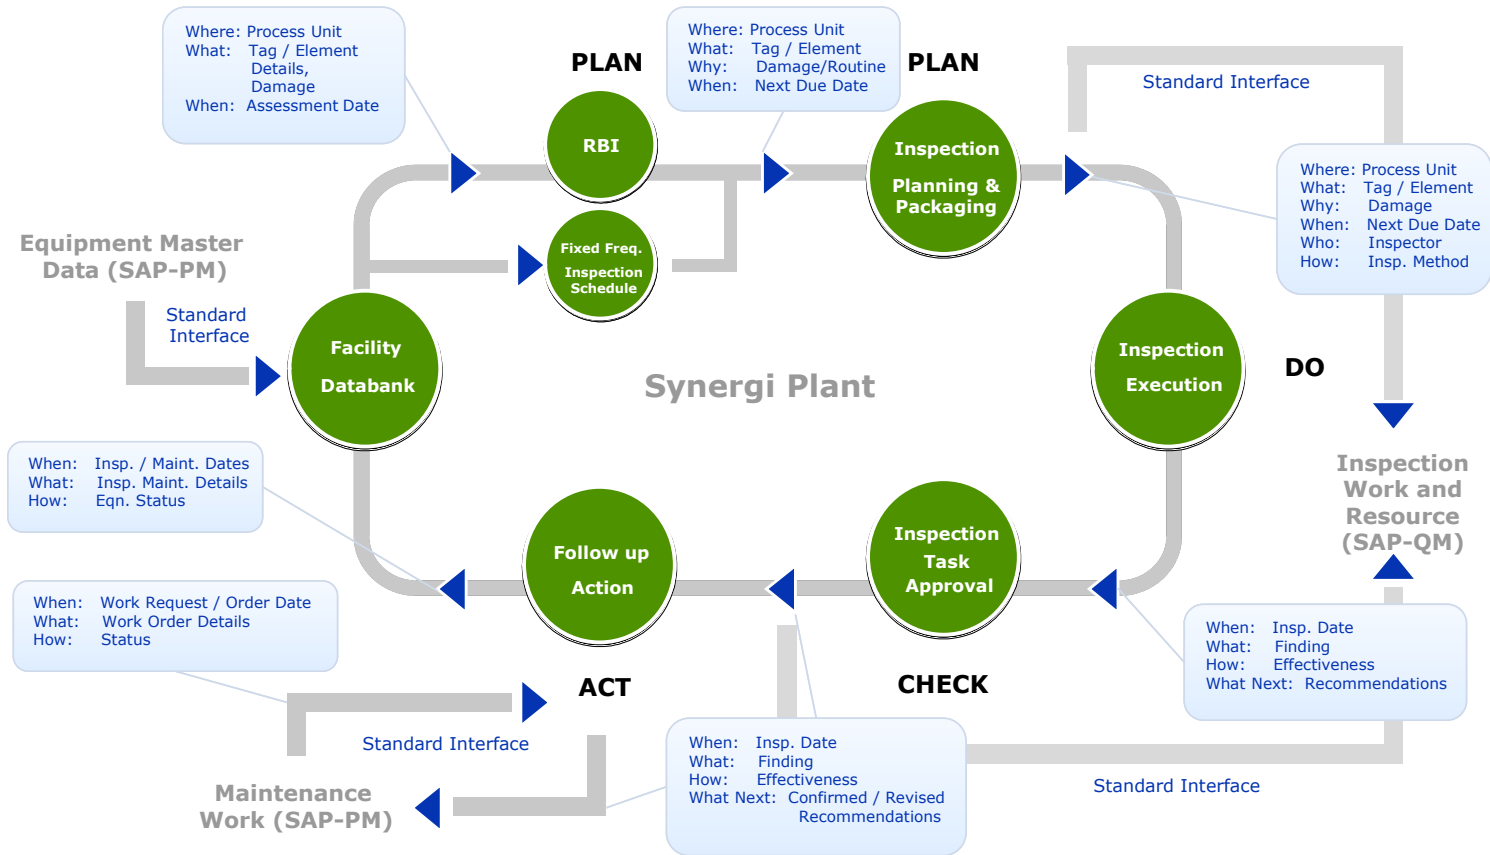 Where: Process Unit
What: Tag / Element
Details,
Damage
When: Assessment Date
PLAN
Where: Process Unit
What: Tag / Element
Why: Damage/Routine
When: Next Due Date
PLAN
Standard Interface
RBI
Inspection
Planning &
Packaging
Where: Process Unit
What: Tag / Element
Why: Damage
When: Next Due Date
Who: Inspector
How: Insp. Method
Equipment Master
Data (SAP-PM)
Fixed Freq.
Inspection
Schedule
Standard
Interface
Facility
Databank
Synergi Plant
Inspection
Execution
DO
When: Insp. / Maint. Dates
What: Insp. Maint. Details
How: Eqn. Status
Inspection
Work and
Resource
(SAP-QM)
Follow up
Action
Inspection
Task
Approval
When: Work Request / Order Date
What: Work Order Details
How: Status
When: Insp. Date
What: Finding
How: Effectiveness
What Next: Recommendations
ACT
CHECK
Standard Interface
When: Insp. Date
What: Finding
How: Effectiveness
What Next: Confirmed / Revised
Recommendations
Standard Interface
Maintenance
Work (SAP-PM)